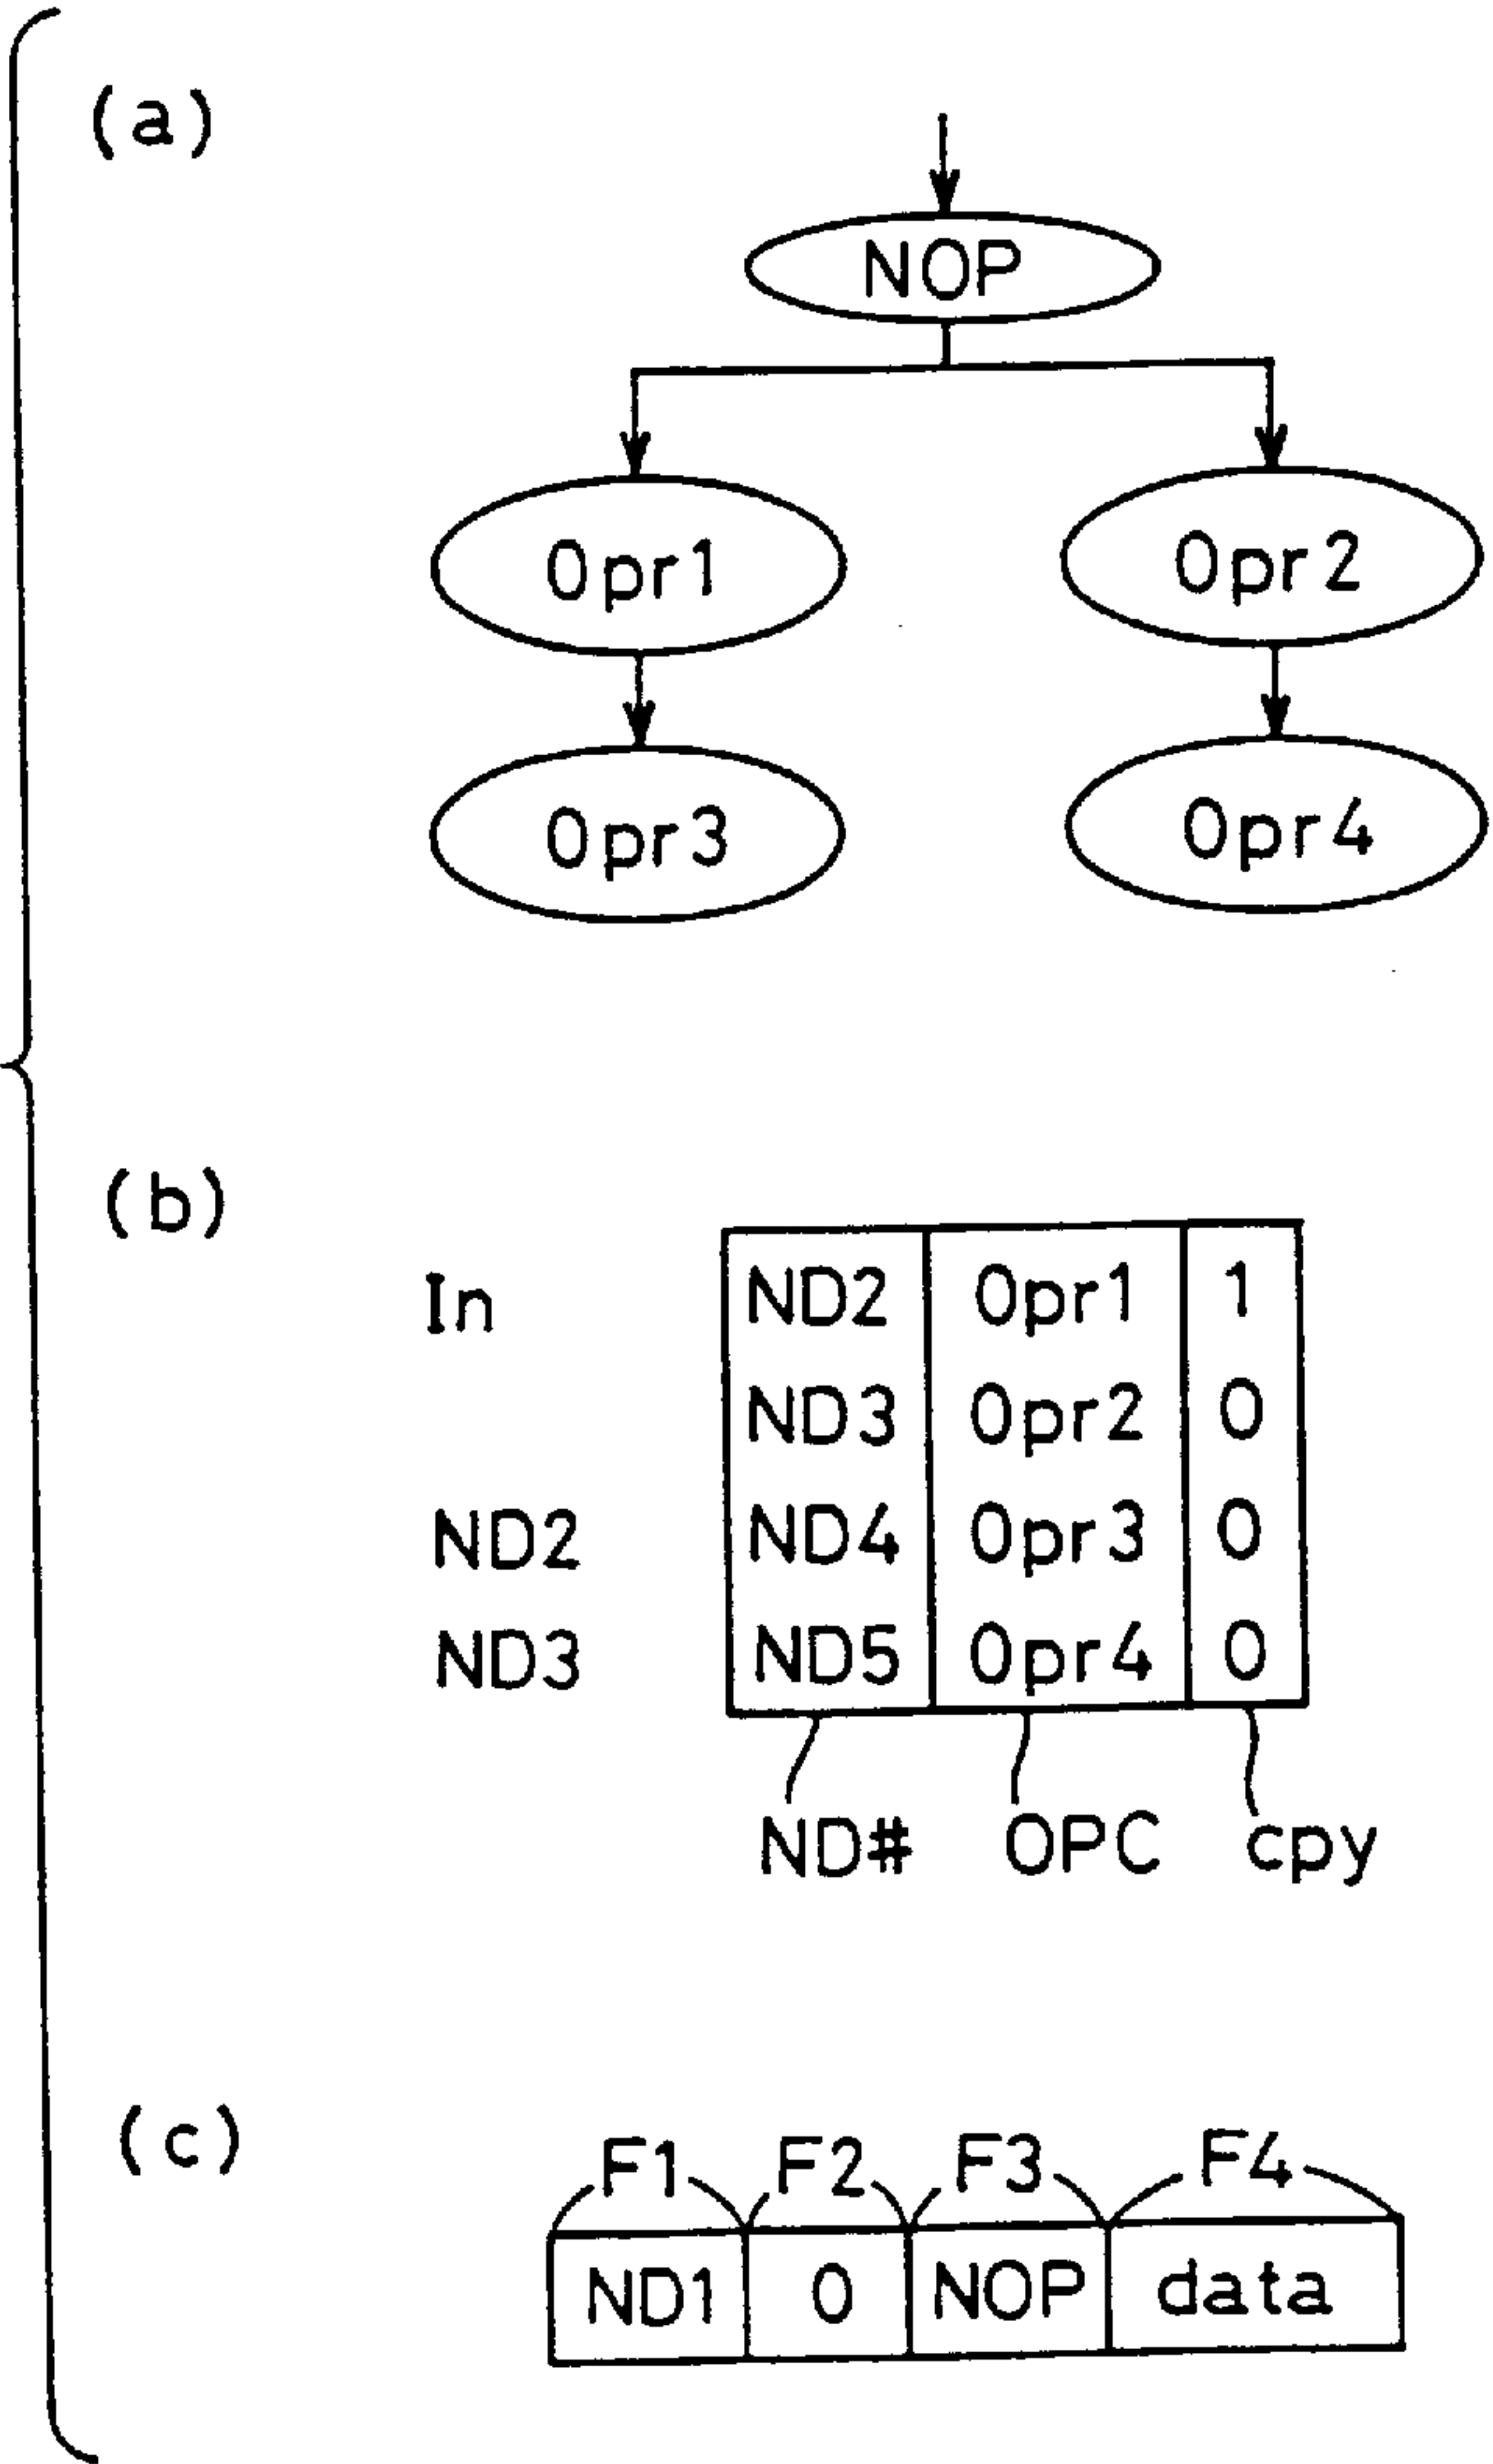 (a)
NOP
Opr1 Opr2
Opr3 Opr4
(b)
In ND2 Opr1 1
ND3 Opr2 0
ND2 ND4 Opr3 0
ND3 ND5 Opr4 0
ND# OPC cpy
(c)
F1 F2 F3 F4
ND1 0 NOP data